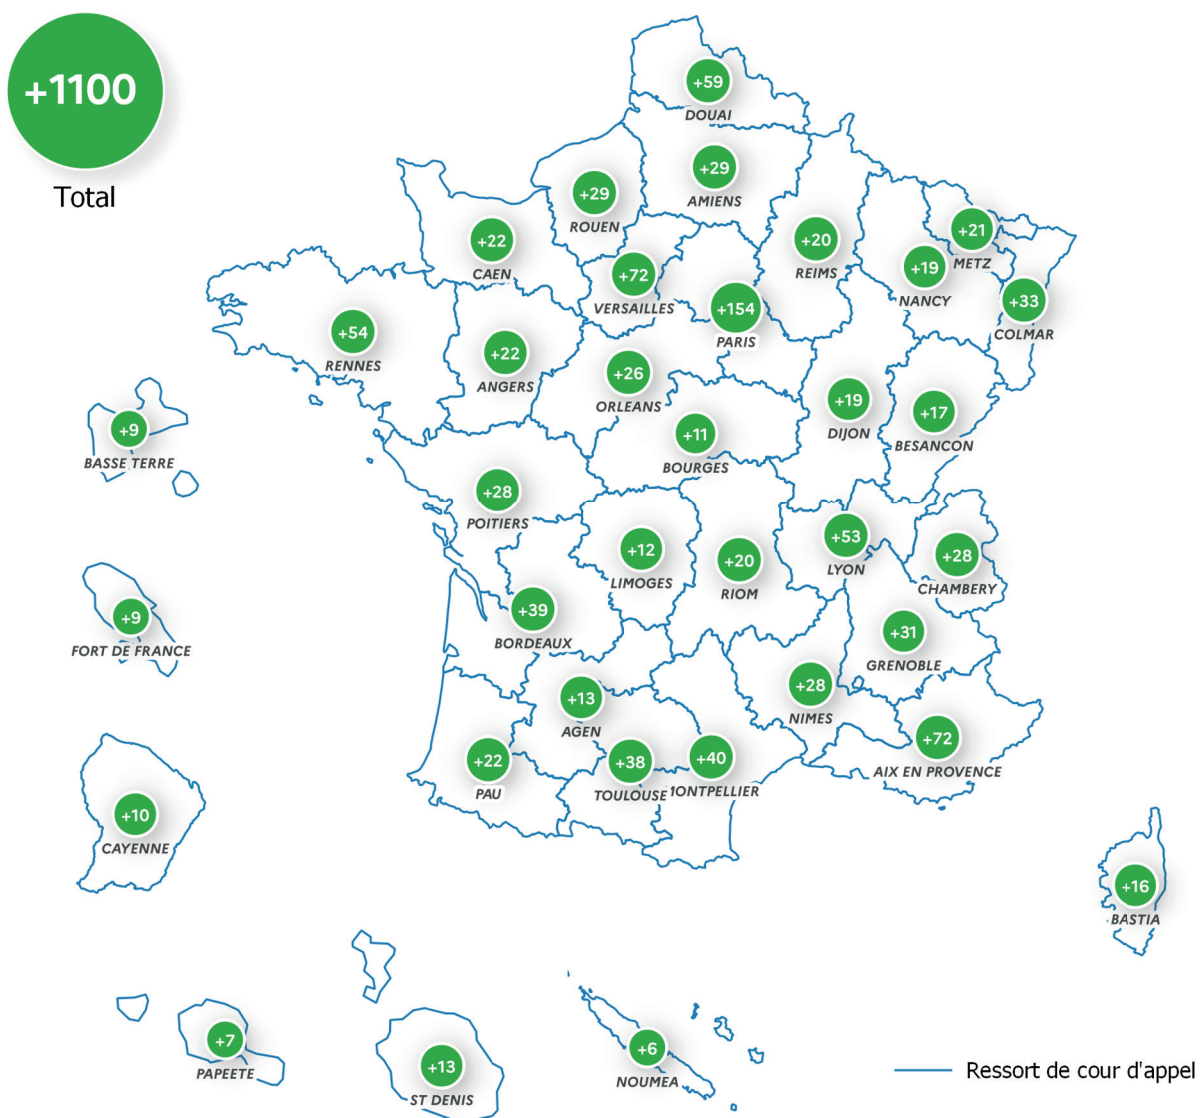 +1100
Total
+59
DOUAI
+29
AMIENS
+29
ROUEN
+22
CAEN
+20
REIMS
+21
METZ
+19
NANCY
+72
VERSAILLES
+154
PARIS
+33
COLMAR
+54
RENNES
+22
ANGERS
+26
ORLEANS
+19
DIJON
+17
BESANCON
+9
BASSE TERRE
+11
BOURGES
+28
POITIERS
+12
LIMOGES
+20
RIOM
+53
LYON
+28
CHAMBERY
+9
FORT DE FRANCE
+39
BORDEAUX
+31
GRENOBLE
+13
AGEN
+28
NIMES
+22
PAU
+38
TOULOUSE
+40
MONTPELLIER
+72
AIX EN PROVENCE
+10
CAYENNE
+16
BASTIA
+7
PAPEETE
+13
ST DENIS
+6
NOUMEA
Ressort de cour d'appel